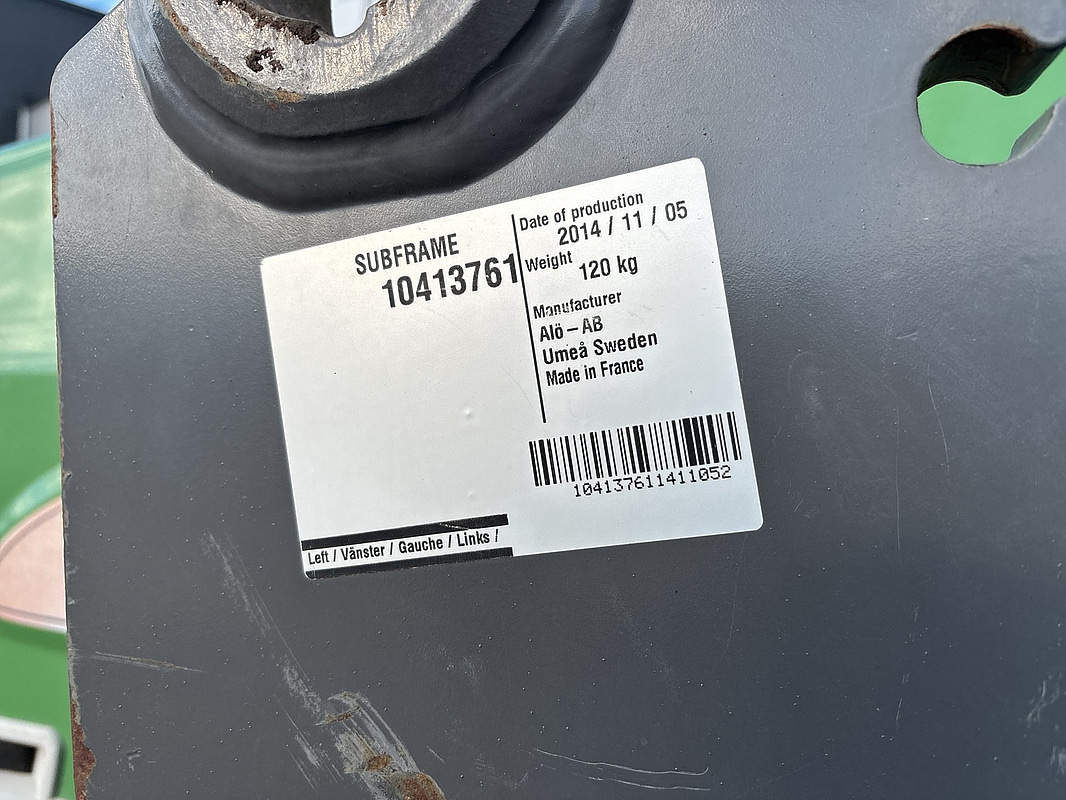 SUBFRAME
10413761
Date of production
2014 / 11 / 05
Weight
120 kg
Manufacturer
Alö – AB
Umeå Sweden
Made in France
104137611411052
Left / Vänster / Gauche / Links /